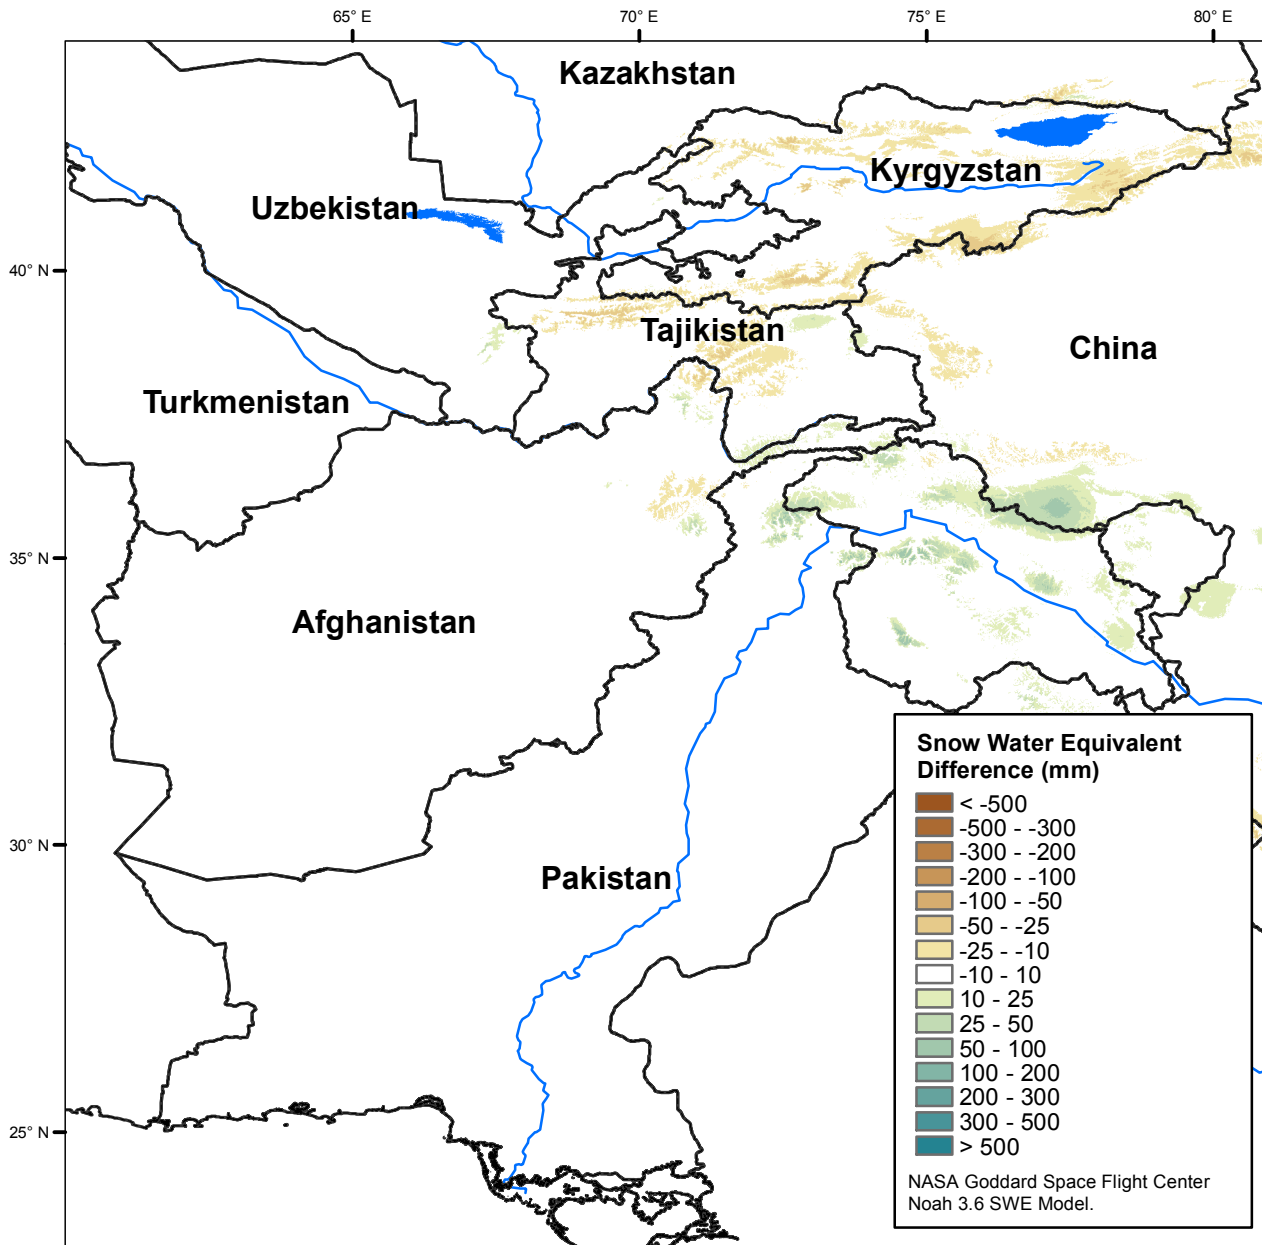 65° E
70° E
75° E
80° E
Kazakhstan
Kyrgyzstan
Uzbekistan
40° N
Tajikistan
China
Turkmenistan
35° N
Afghanistan
30° N
Pakistan
25° N
Snow Water Equivalent
Difference (mm)
< -500
-500 - -300
-300 - -200
-200 - -100
-100 - -50
-50 - -25
-25 - -10
-10 - 10
10 - 25
25 - 50
50 - 100
100 - 200
200 - 300
300 - 500
> 500
NASA Goddard Space Flight Center
Noah 3.6 SWE Model.